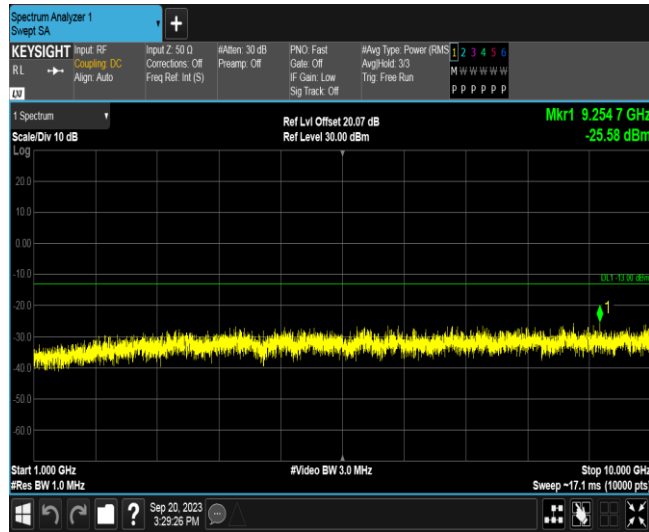 Spectrum Analyzer 1
Swept SA
+
KEYSIGHT
RL
LXI
Input: RF
Coupling: DC
Align: Auto
Input Z: 50 Ω
Corrections: Off
Freq Ref: Int (S)
#Atten: 30 dB
Preamp: Off
PNO: Fast
Gate: Off
IF Gain: Low
Sig Track: Off
#Avg Type: Power (RMS
Avg|Hold: 3/3
Trig: Free Run
1 2 3 4 5 6
M W W W W W
P P P P P P
1 Spectrum
Scale/Div 10 dB
Log
Ref Lvl Offset 20.07 dB
Ref Level 30.00 dBm
Mkr1 9.254 7 GHz
-25.58 dBm
20.0
10.0
0.00
-10.0
DL1 -13.00 dBm
1
-20.0
-30.0
-40.0
-50.0
-60.0
Start 1.000 GHz
#Res BW 1.0 MHz
#Video BW 3.0 MHz
Stop 10.000 GHz
Sweep ~17.1 ms (10000 pts)
?
Sep 20, 2023
3:29:26 PM